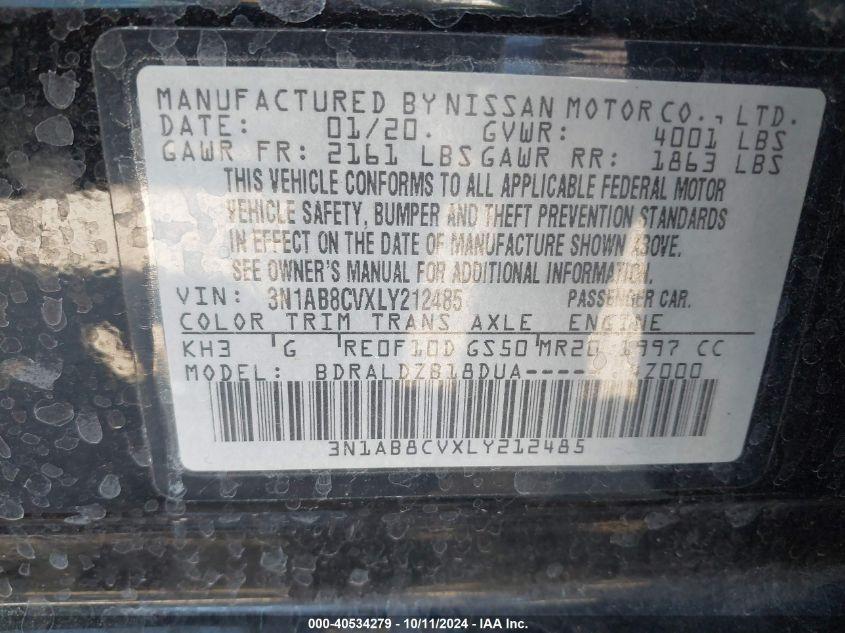 MANUFACTURED BY NISSAN MOTOR CO., LTD.
DATE: 01/20. GVWR: 4001 LBS
GAWR FR: 2161 LBS GAWR RR: 1863 LBS
THIS VEHICLE CONFORMS TO ALL APPLICABLE FEDERAL MOTOR
VEHICLE SAFETY, BUMPER AND THEFT PREVENTION STANDARDS
IN EFFECT ON THE DATE OF MANUFACTURE SHOWN ABOVE.
SEE OWNER'S MANUAL FOR ADDITIONAL INFORMATION.
VIN: 3N1AB8CVXLY212485 PASSENGER CAR.
COLOR TRIM TRANS AXLE ENGINE
KH3 G RE0F10D GS50 MR20 1997 CC
MODEL: BDRALDZB18DUA----
3N1AB8CVXLY212485
000-40534279 - 10/11/2024 - IAA Inc.